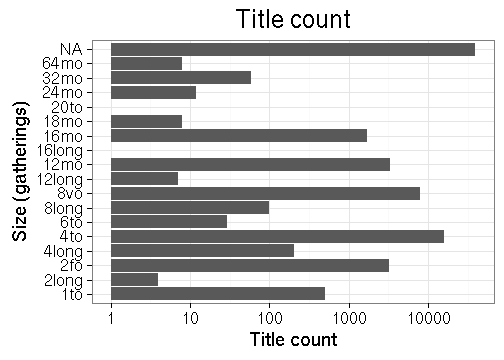 Title count
Size (gatherings)
NA
64mo
32mo
24mo
20to
18mo
16mo
16long
12mo
12long
8vo
8long
6to
4to
4long
2fo
2long
1to
1 10 100 1000 10000
Title count